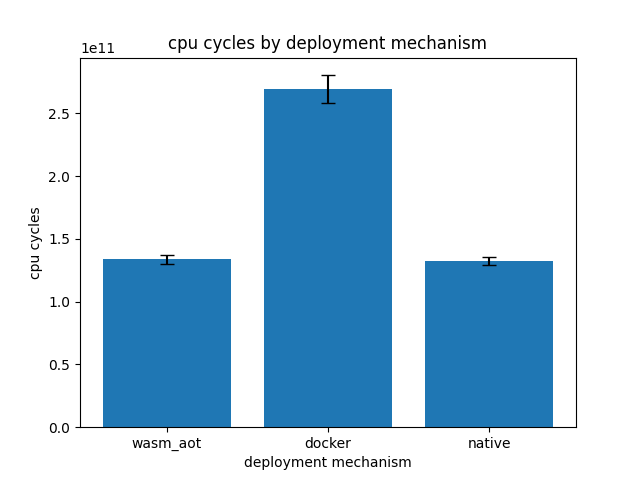 cpu cycles by deployment mechanism
1e11
2.5
2.0
1.5
1.0
0.5
0.0
cpu cycles
wasm_aot docker native
deployment mechanism